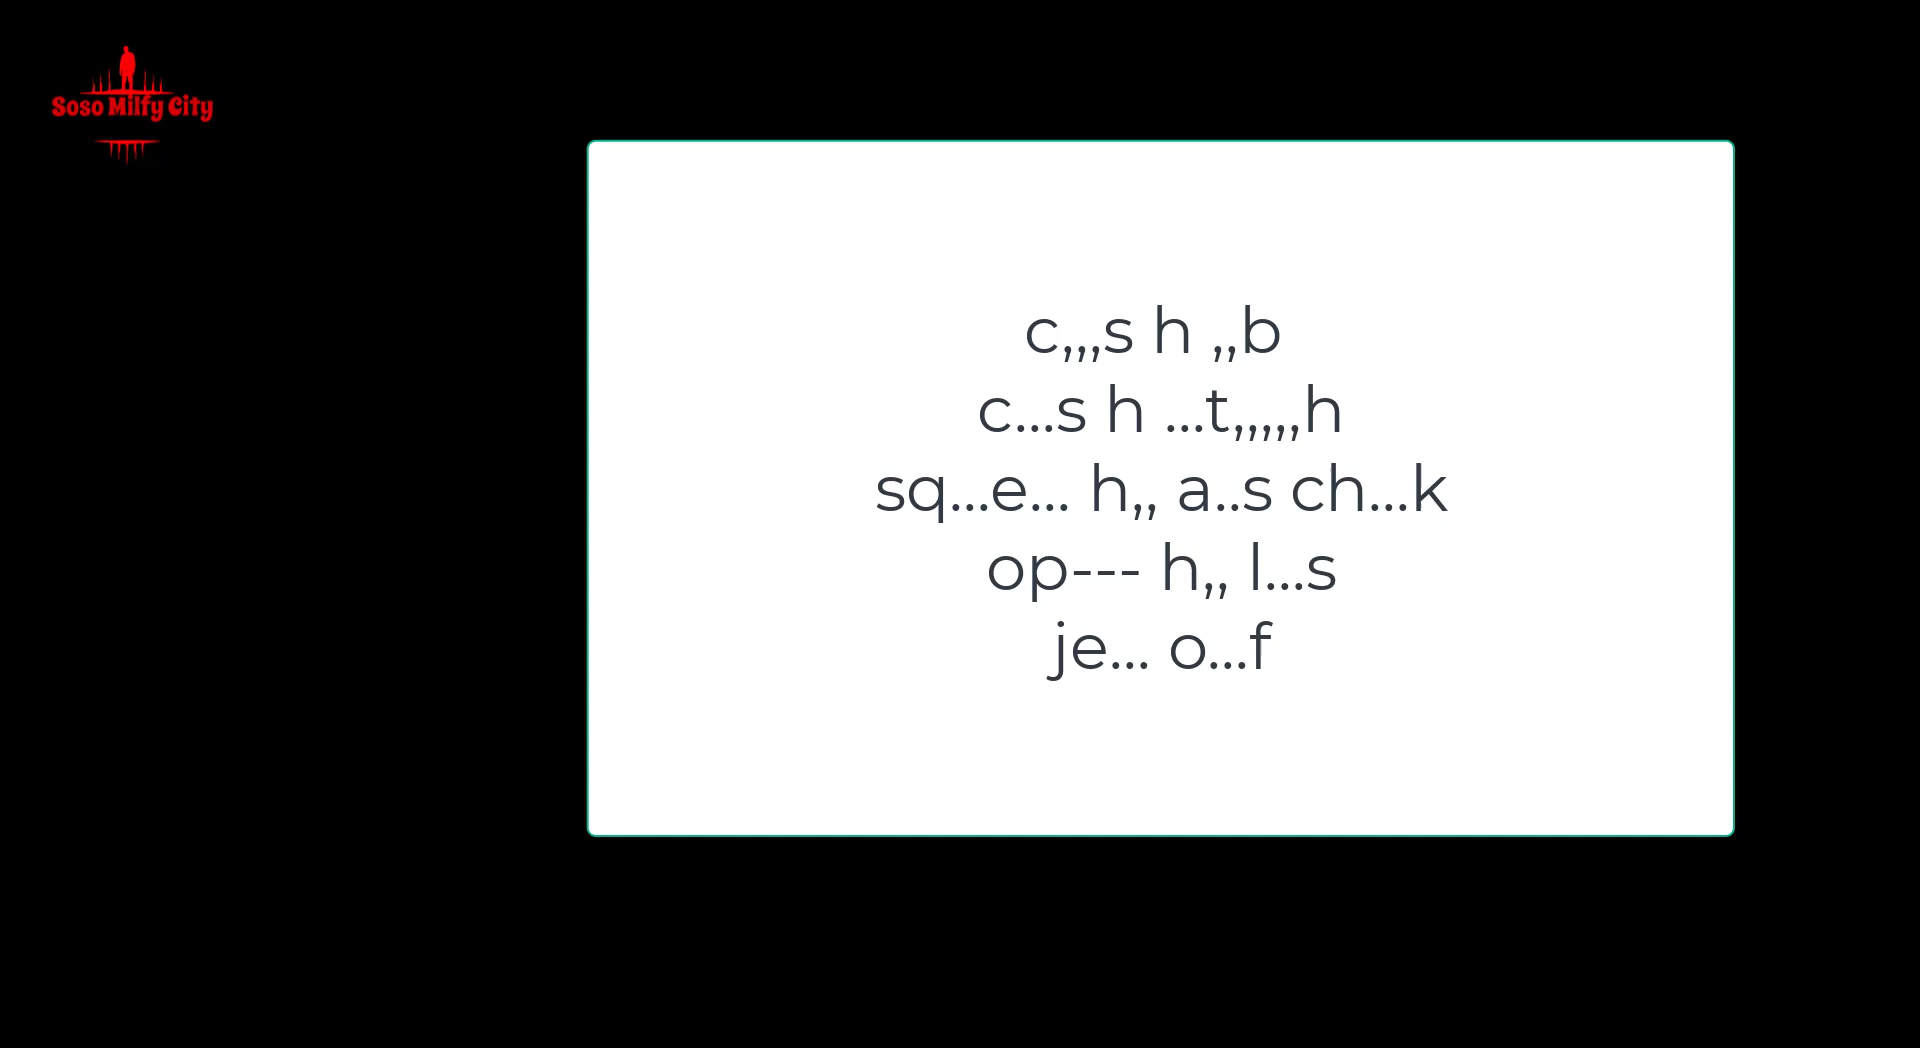 Soso Milfy City
c,,,s h ,,b
c...s h ...t,,,,,h
sq...e... h,, a..s ch...k
op--- h,, l...s
je... o...f